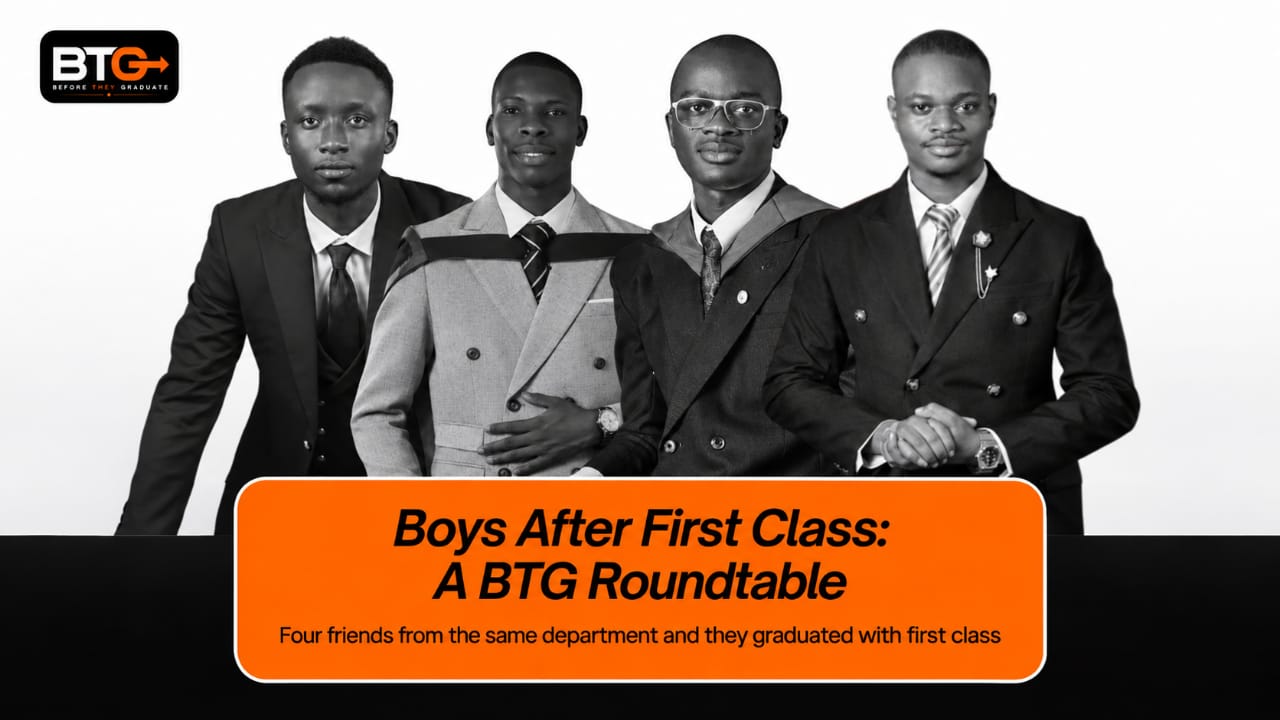 BTG
BEFORE THEY GRADUATE
Boys After First Class:
A BTG Roundtable
Four friends from the same department and they graduated with first class